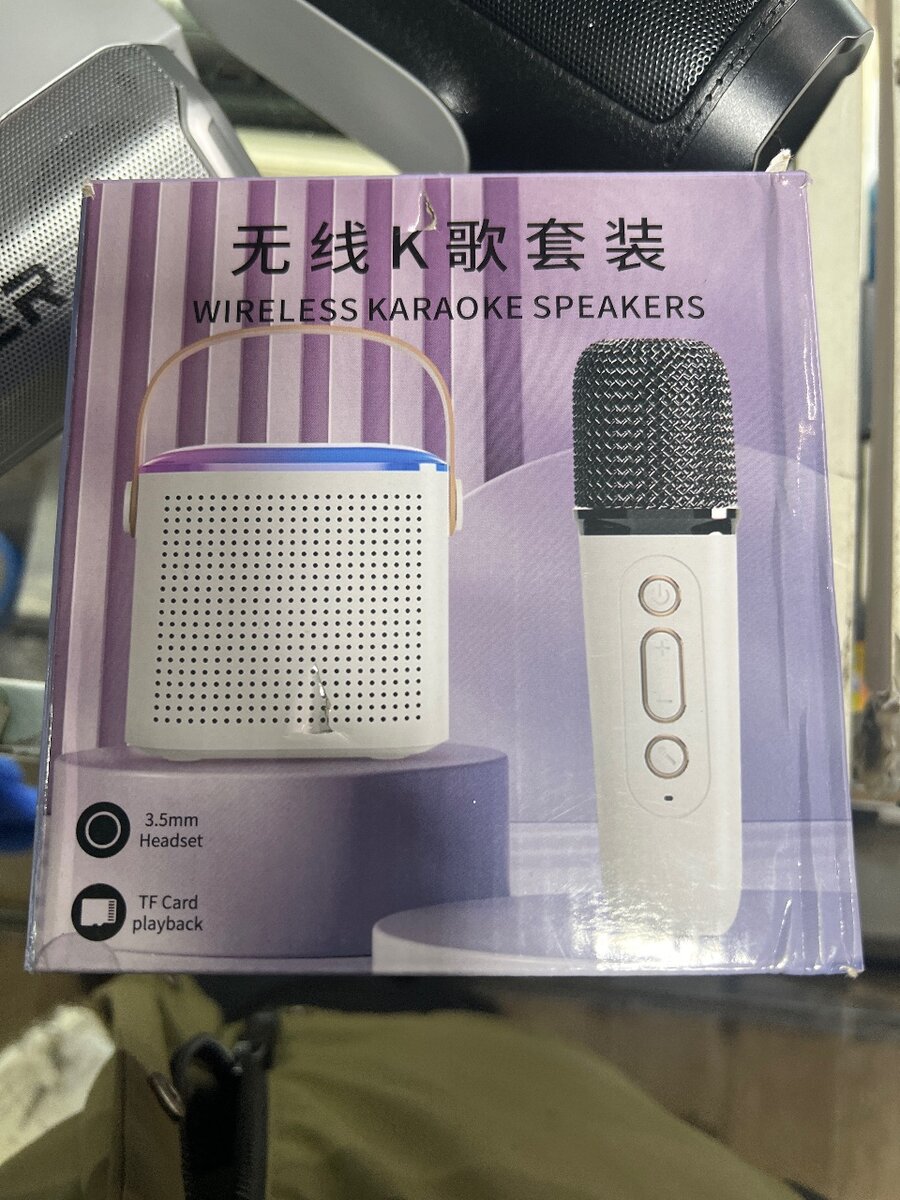 无线K歌套装
WIRELESS KARAOKE SPEAKERS
3.5mm
Headset
TF Card
playback